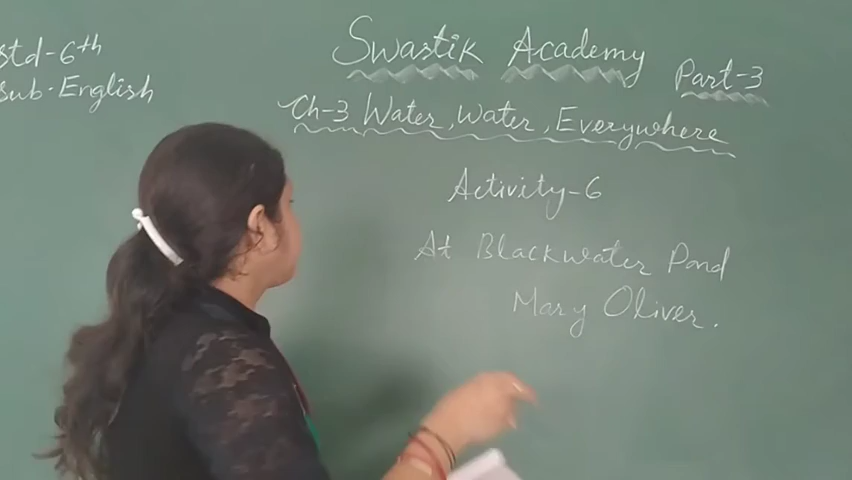 Std-6th
Sub-English
Swastik Academy
Part-3
Ch-3 Water, Water, Everywhere
Activity-6
At Blackwater Pond
Mary Oliver.